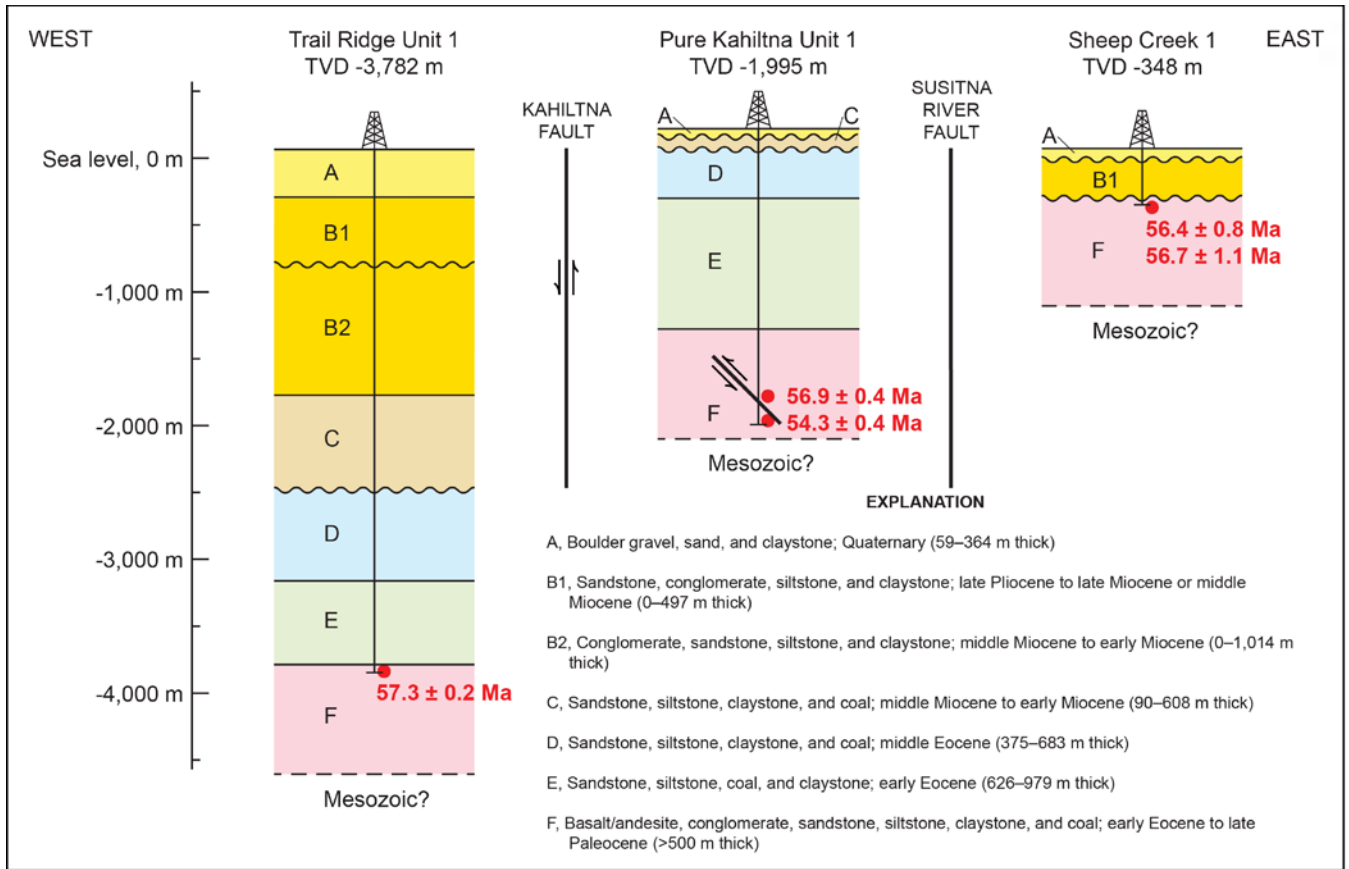 WEST
Trail Ridge Unit 1
TVD -3,782 m
Pure Kahiltna Unit 1
TVD -1,995 m
Sheep Creek 1
TVD -348 m
EAST
KAHILTNA
FAULT
SUSITNA
RIVER
FAULT
Sea level, 0 m
-1,000 m
-2,000 m
-3,000 m
-4,000 m
A
B1
B2
C
D
E
F
57.3 ± 0.2 Ma
Mesozoic?
A
C
D
E
F
56.9 ± 0.4 Ma
54.3 ± 0.4 Ma
Mesozoic?
A
B1
F
56.4 ± 0.8 Ma
56.7 ± 1.1 Ma
Mesozoic?
EXPLANATION
A, Boulder gravel, sand, and claystone; Quaternary (59–364 m thick)
B1, Sandstone, conglomerate, siltstone, and claystone; late Pliocene to late Miocene or middle
Miocene (0–497 m thick)
B2, Conglomerate, sandstone, siltstone, and claystone; middle Miocene to early Miocene (0–1,014 m
thick)
C, Sandstone, siltstone, claystone, and coal; middle Miocene to early Miocene (90–608 m thick)
D, Sandstone, siltstone, claystone, and coal; middle Eocene (375–683 m thick)
E, Sandstone, siltstone, coal, and claystone; early Eocene (626–979 m thick)
F, Basalt/andesite, conglomerate, sandstone, siltstone, claystone, and coal; early Eocene to late
Paleocene (>500 m thick)